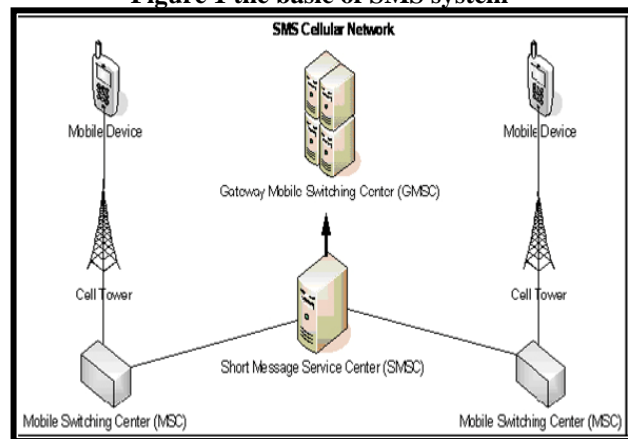 Figure 1 the basic of SMS system
SMS Cellular Network
Mobile Device
Mobile Device
Gateway Mobile Switching Center (GMSC)
Cell Tower
Cell Tower
Short Message Service Center (SMSC)
Mobile Switching Center (MSC)
Mobile Switching Center (MSC)